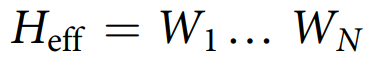 H_eff = W_1 … W_N